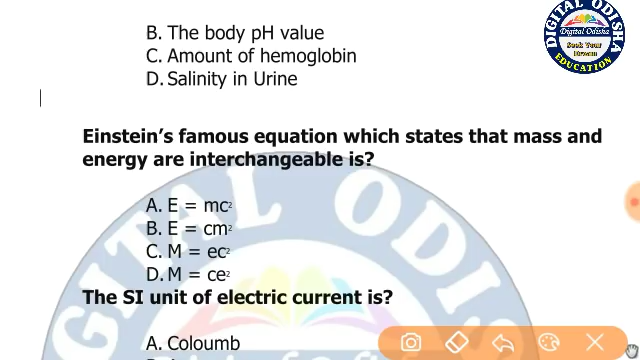 B. The body pH value
C. Amount of hemoglobin
D. Salinity in Urine
DIGITAL ODISHA
Digital Odisha
Seek Your
Dream
EDUCATION
Einstein's famous equation which states that mass and
energy are interchangeable is?
A. E = mc²
B. E = cm²
C. M = ec²
D. M = ce²
The SI unit of electric current is?
A. Coloumb
DIGITAL ODIS